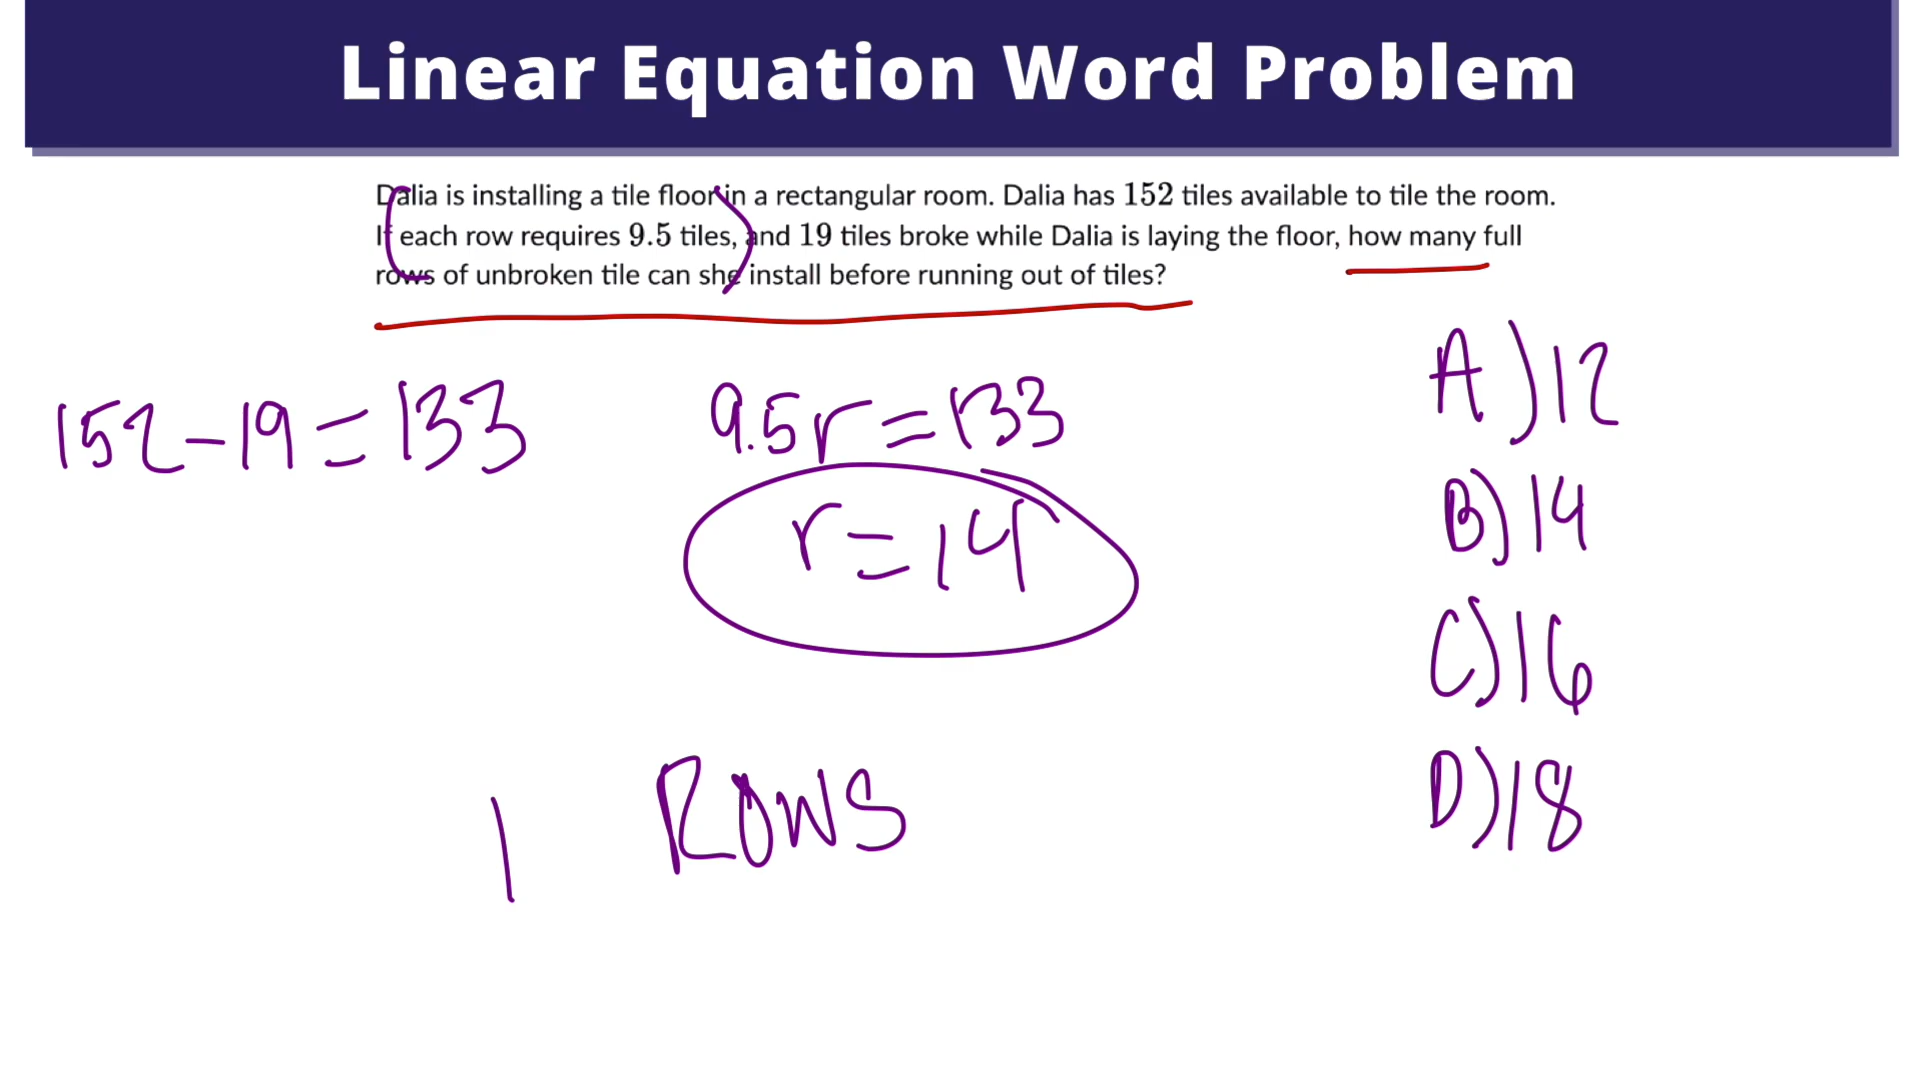 Linear Equation Word Problem
Dalia is installing a tile floor in a rectangular room. Dalia has 152 tiles available to tile the room.
If each row requires 9.5 tiles, and 19 tiles broke while Dalia is laying the floor, how many full
rows of unbroken tile can she install before running out of tiles?
152-19=133
9.5r=133
r=14
1 ROWS
A)12
B)14
C)16
D)18